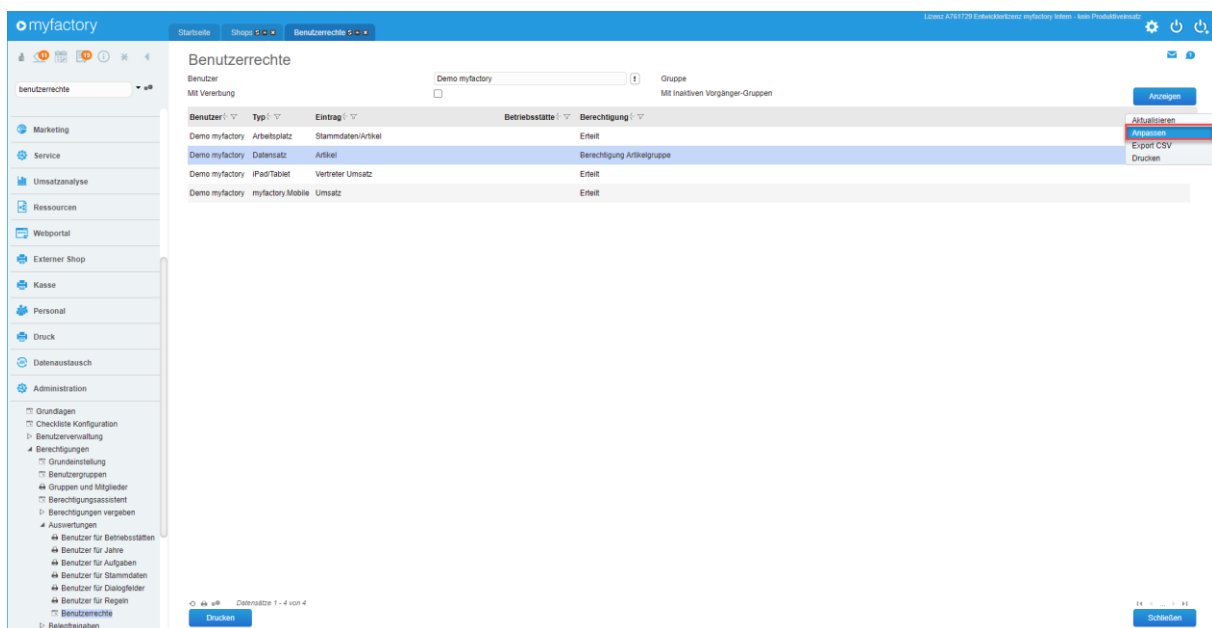 Lizenz A761729 Entwicklerlizenz myfactory Intern - kein Produktiveinsatz
myfactory
Startseite Shops Benutzerrechte
benutzerrechte
Marketing
Service
Umsatzanalyse
Ressourcen
Webportal
Externer Shop
Kasse
Personal
Druck
Datenaustausch
Administration
Grundlagen
Checkliste Konfiguration
Benutzerverwaltung
Berechtigungen
Grundeinstellung
Benutzergruppen
Gruppen und Mitglieder
Berechtigungsassistent
Berechtigungen vergeben
Auswertungen
Benutzer für Betriebsstätten
Benutzer für Jahre
Benutzer für Aufgaben
Benutzer für Stammdaten
Benutzer für Dialogfelder
Benutzer für Regeln
Benutzerrechte
Belegfreigaben
Benutzerrechte
Benutzer Demo myfactory Gruppe
Mit Vererbung Mit Inaktiven Vorgänger-Gruppen
Anzeigen
Benutzer Typ Eintrag Betriebsstätte Berechtigung
Demo myfactory Arbeitsplatz Stammdaten/Artikel Erteilt
Demo myfactory Datensatz Artikel Berechtigung Artikelgruppe
Demo myfactory iPad/Tablet Vertreter Umsatz Erteilt
Demo myfactory myfactory.Mobile Umsatz Erteilt
Aktualisieren
Anpassen
Export CSV
Drucken
Datensätze 1 - 4 von 4
Drucken Schließen